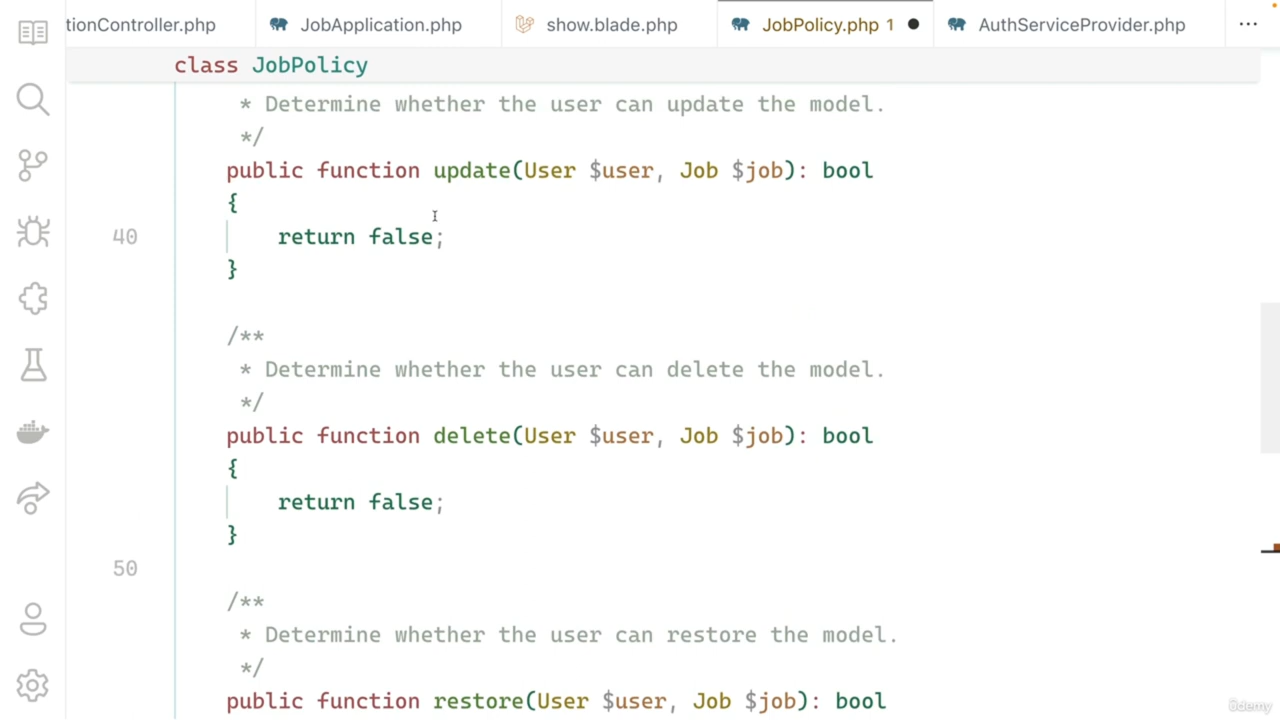 tionController.php
JobApplication.php
show.blade.php
JobPolicy.php 1
AuthServiceProvider.php
class JobPolicy
* Determine whether the user can update the model.
*/
public function update(User $user, Job $job): bool
{
40 return false;
}
/**
* Determine whether the user can delete the model.
*/
public function delete(User $user, Job $job): bool
{
return false;
}
50
/**
* Determine whether the user can restore the model.
*/
public function restore(User $user, Job $job): bool
ûdemy